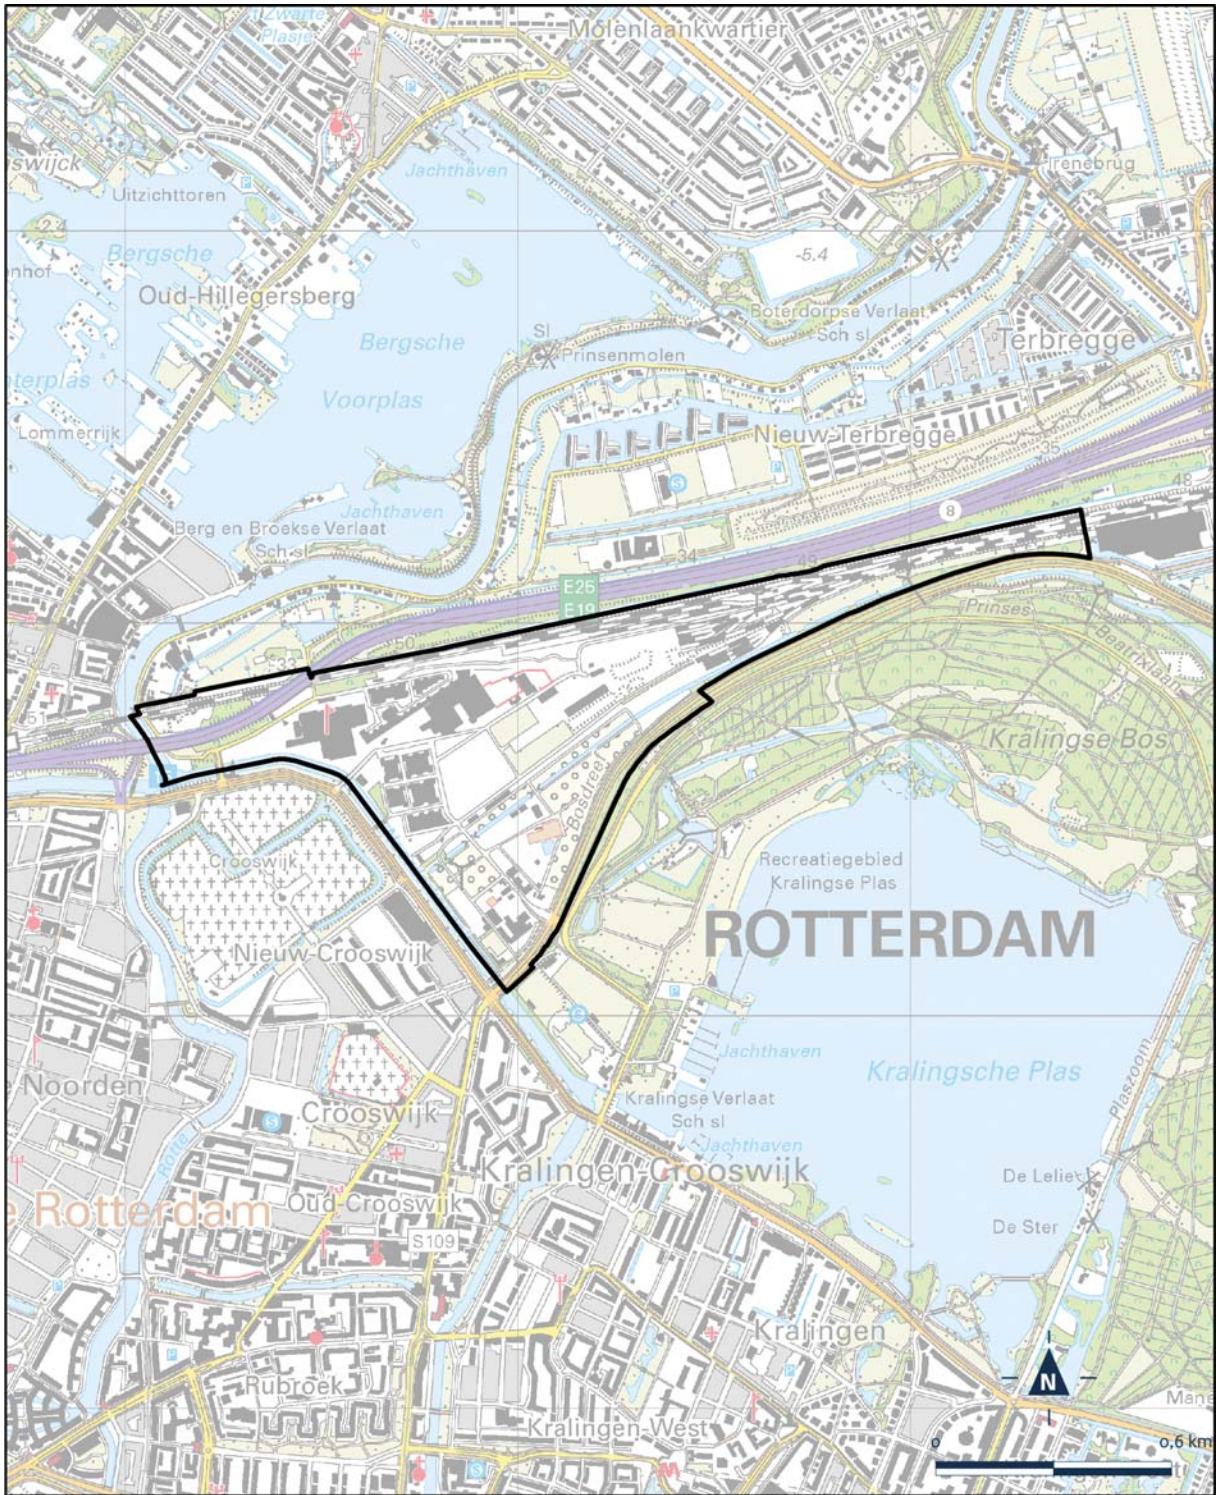 't Zwarte
Plasje
Molenlaankwartier
Jachthaven
Irenebrug
Uitzichttoren
-2.4
Bergsche
-5.4
Oud-Hillegersberg
Boterdorpse Verlaat
Sch sl
Bergsche
Sl
Prinsenmolen
Terbregge
Voorplas
Lommerrijk
Nieuw-Terbregge
35
Jachthaven
48
Berg en Broekse Verlaat
Sch sl
8
34
49
E25
E19
Prinses
Beatrixlaan
50
33
51
Kralingse Bos
Bosdreef
Crooswijk
Recreatiegebied
Kralingse Plas
ROTTERDAM
Nieuw-Crooswijk
Jachthaven
Kralingsche Plas
Plaszoom
Noorden
Crooswijk
Kralingse Verlaat
Sch sl
Rotte
Jachthaven
Kralingen-Crooswijk
De Lelie
Rotterdam
Oud-Crooswijk
De Ster
S109
Kralingen
Rubroek
N
Kralingen-West
0
0,6 km